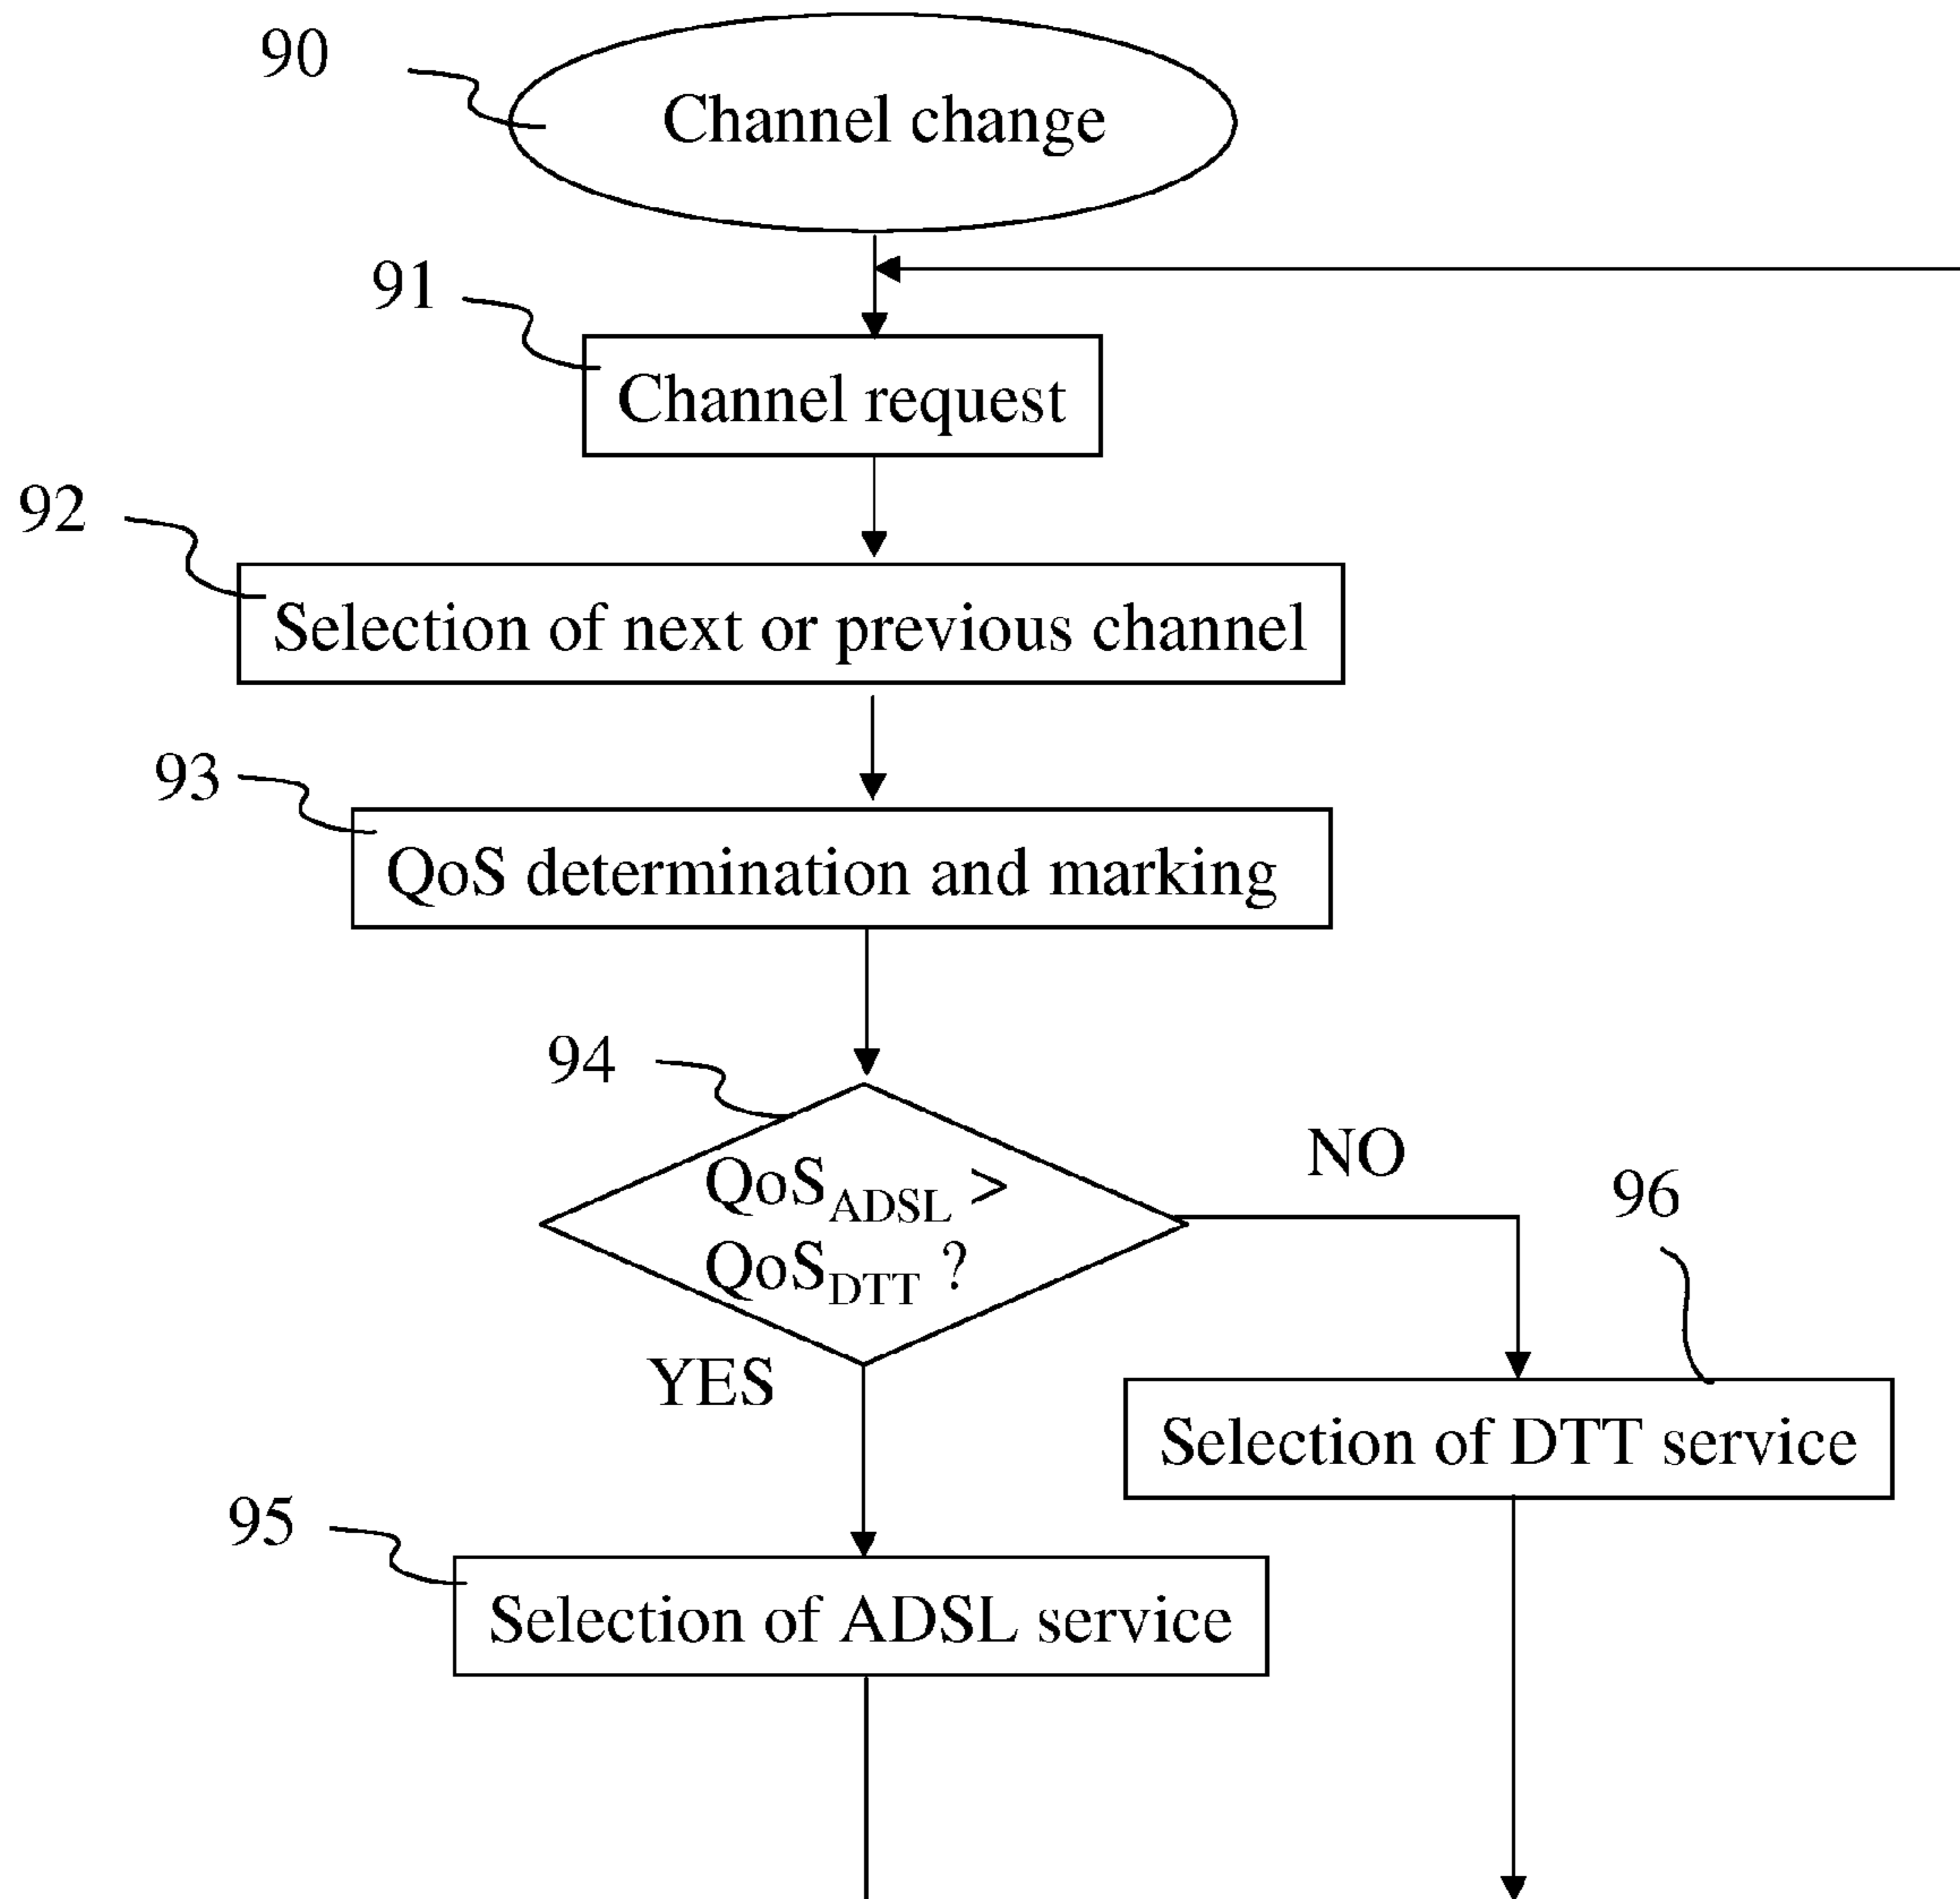 90
Channel change
91
Channel request
92
Selection of next or previous channel
93
QoS determination and marking
94
QoSADSL >
QoSDTT ?
NO
96
YES
Selection of DTT service
95
Selection of ADSL service